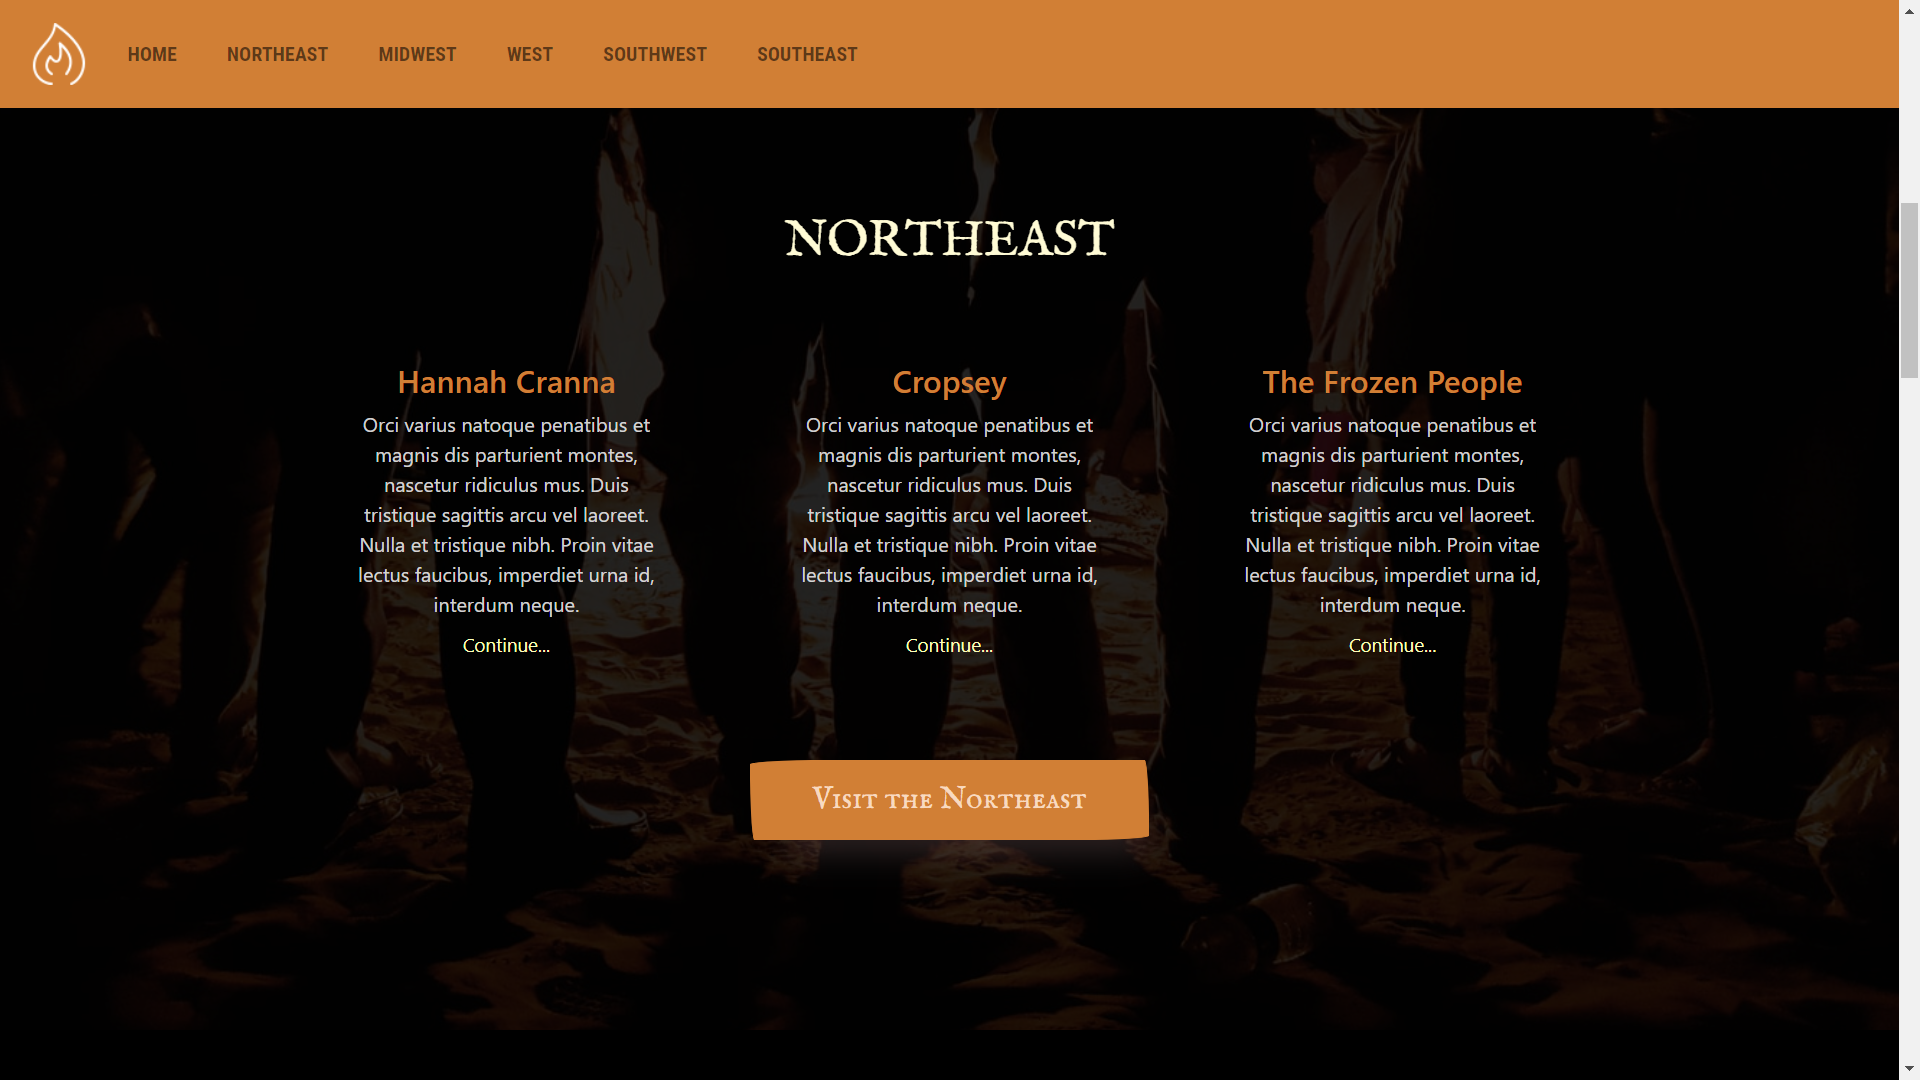 HOME NORTHEAST MIDWEST WEST SOUTHWEST SOUTHEAST
NORTHEAST
Hannah Cranna
Orci varius natoque penatibus et
magnis dis parturient montes,
nascetur ridiculus mus. Duis
tristique sagittis arcu vel laoreet.
Nulla et tristique nibh. Proin vitae
lectus faucibus, imperdiet urna id,
interdum neque.
Continue...
Cropsey
Orci varius natoque penatibus et
magnis dis parturient montes,
nascetur ridiculus mus. Duis
tristique sagittis arcu vel laoreet.
Nulla et tristique nibh. Proin vitae
lectus faucibus, imperdiet urna id,
interdum neque.
Continue...
The Frozen People
Orci varius natoque penatibus et
magnis dis parturient montes,
nascetur ridiculus mus. Duis
tristique sagittis arcu vel laoreet.
Nulla et tristique nibh. Proin vitae
lectus faucibus, imperdiet urna id,
interdum neque.
Continue...
Visit the Northeast